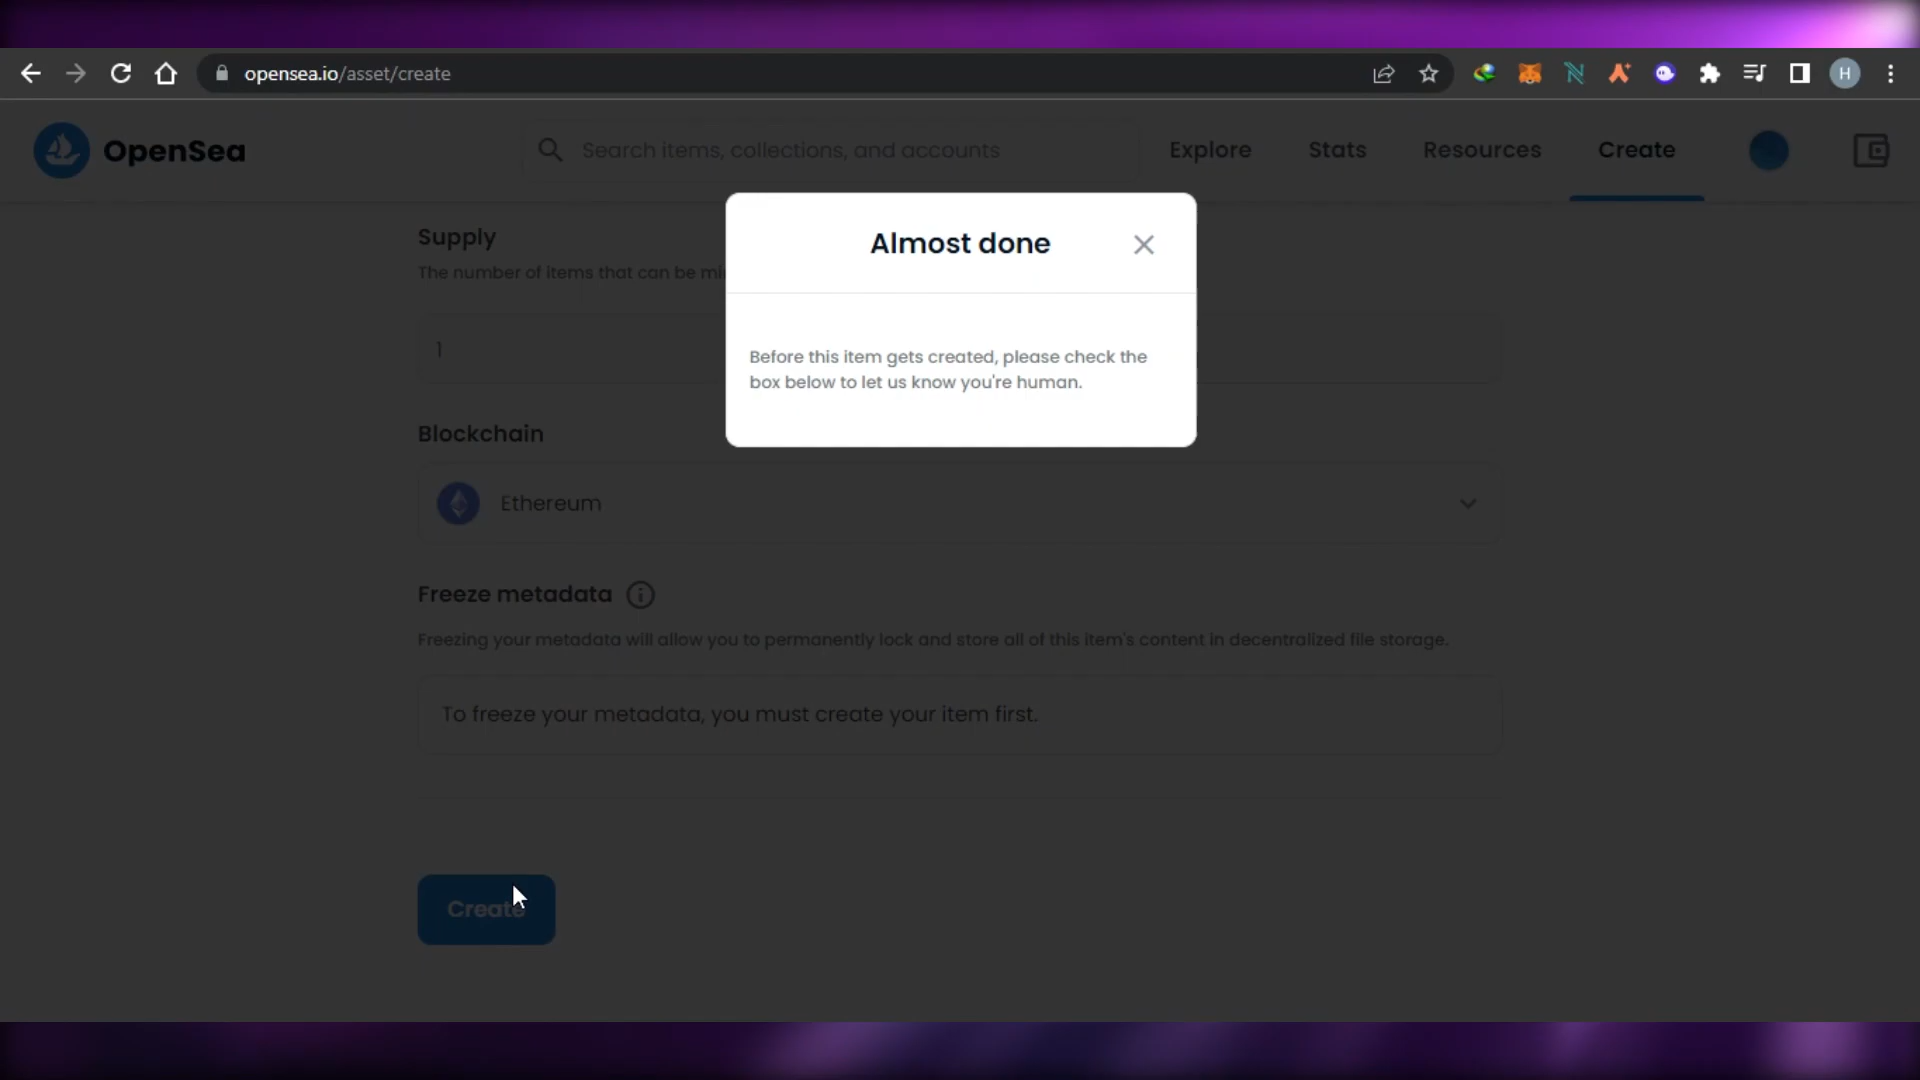 opensea.io/asset/create
H
OpenSea
Search items, collections, and accounts
Explore
Stats
Resources
Create
Almost done
Supply
The number of items that can be mi
1
Before this item gets created, please check the
box below to let us know you're human.
Blockchain
Ethereum
Freeze metadata
Freezing your metadata will allow you to permanently lock and store all of this item's content in decentralized file storage.
To freeze your metadata, you must create your item first.
Create